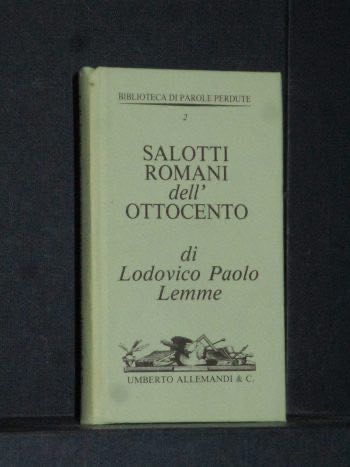 BIBLIOTECA DI PAROLE PERDUTE
2
SALOTTI
ROMANI
dell'
OTTOCENTO
di
Lodovico Paolo
Lemme
UMBERTO ALLEMANDI & C.